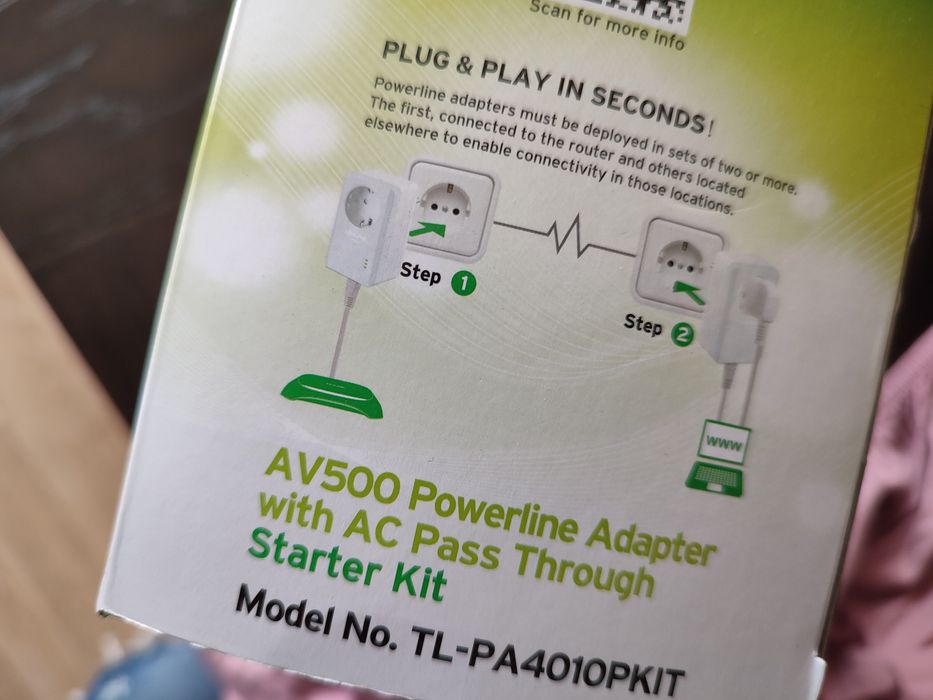 Scan for more info
PLUG & PLAY IN SECONDS!
Powerline adapters must be deployed in sets of two or more.
The first, connected to the router and others located
elsewhere to enable connectivity in those locations.
Step 1
Step 2
www
AV500 Powerline Adapter
with AC Pass Through
Starter Kit
Model No. TL-PA4010PKIT